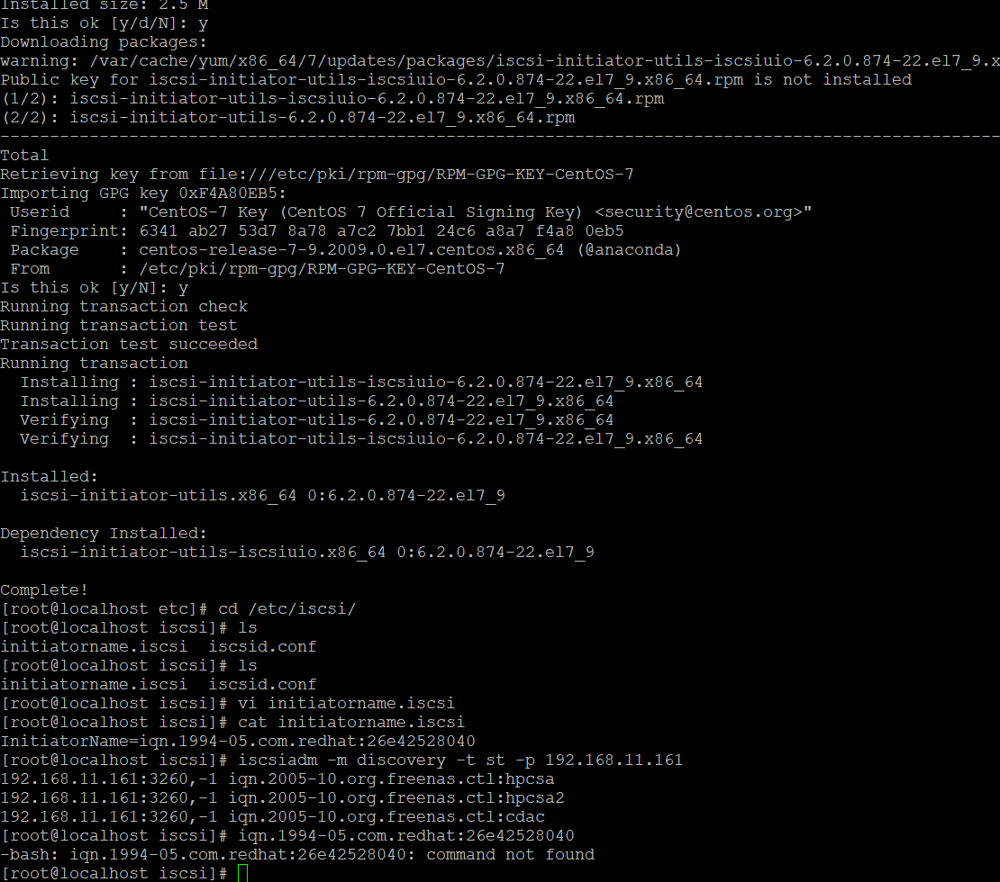 Installed size: 2.5 M
Is this ok [y/d/N]: y
Downloading packages:
warning: /var/cache/yum/x86_64/7/updates/packages/iscsi-initiator-utils-iscsiuio-6.2.0.874-22.el7_9.x
Public key for iscsi-initiator-utils-iscsiuio-6.2.0.874-22.el7_9.x86_64.rpm is not installed
(1/2): iscsi-initiator-utils-iscsiuio-6.2.0.874-22.el7_9.x86_64.rpm
(2/2): iscsi-initiator-utils-6.2.0.874-22.el7_9.x86_64.rpm
-----------------------------------------------------------------------------------------------------
Total
Retrieving key from file:///etc/pki/rpm-gpg/RPM-GPG-KEY-CentOS-7
Importing GPG key 0xF4A80EB5:
 Userid     : "CentOS-7 Key (CentOS 7 Official Signing Key) <security@centos.org>"
 Fingerprint: 6341 ab27 53d7 8a78 a7c2 7bb1 24c6 a8a7 f4a8 0eb5
 Package    : centos-release-7-9.2009.0.el7.centos.x86_64 (@anaconda)
 From       : /etc/pki/rpm-gpg/RPM-GPG-KEY-CentOS-7
Is this ok [y/N]: y
Running transaction check
Running transaction test
Transaction test succeeded
Running transaction
  Installing : iscsi-initiator-utils-iscsiuio-6.2.0.874-22.el7_9.x86_64
  Installing : iscsi-initiator-utils-6.2.0.874-22.el7_9.x86_64
  Verifying  : iscsi-initiator-utils-6.2.0.874-22.el7_9.x86_64
  Verifying  : iscsi-initiator-utils-iscsiuio-6.2.0.874-22.el7_9.x86_64

Installed:
  iscsi-initiator-utils.x86_64 0:6.2.0.874-22.el7_9

Dependency Installed:
  iscsi-initiator-utils-iscsiuio.x86_64 0:6.2.0.874-22.el7_9

Complete!
[root@localhost etc]# cd /etc/iscsi/
[root@localhost iscsi]# ls
initiatorname.iscsi  iscsid.conf
[root@localhost iscsi]# ls
initiatorname.iscsi  iscsid.conf
[root@localhost iscsi]# vi initiatorname.iscsi
[root@localhost iscsi]# cat initiatorname.iscsi
InitiatorName=iqn.1994-05.com.redhat:26e42528040
[root@localhost iscsi]# iscsiadm -m discovery -t st -p 192.168.11.161
192.168.11.161:3260,-1 iqn.2005-10.org.freenas.ctl:hpcsa
192.168.11.161:3260,-1 iqn.2005-10.org.freenas.ctl:hpcsa2
192.168.11.161:3260,-1 iqn.2005-10.org.freenas.ctl:cdac
[root@localhost iscsi]# iqn.1994-05.com.redhat:26e42528040
-bash: iqn.1994-05.com.redhat:26e42528040: command not found
[root@localhost iscsi]#